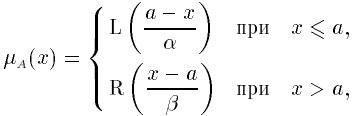 μ_A(x) = { L((a − x)/α) при x ⩽ a,
R((x − a)/β) при x > a,